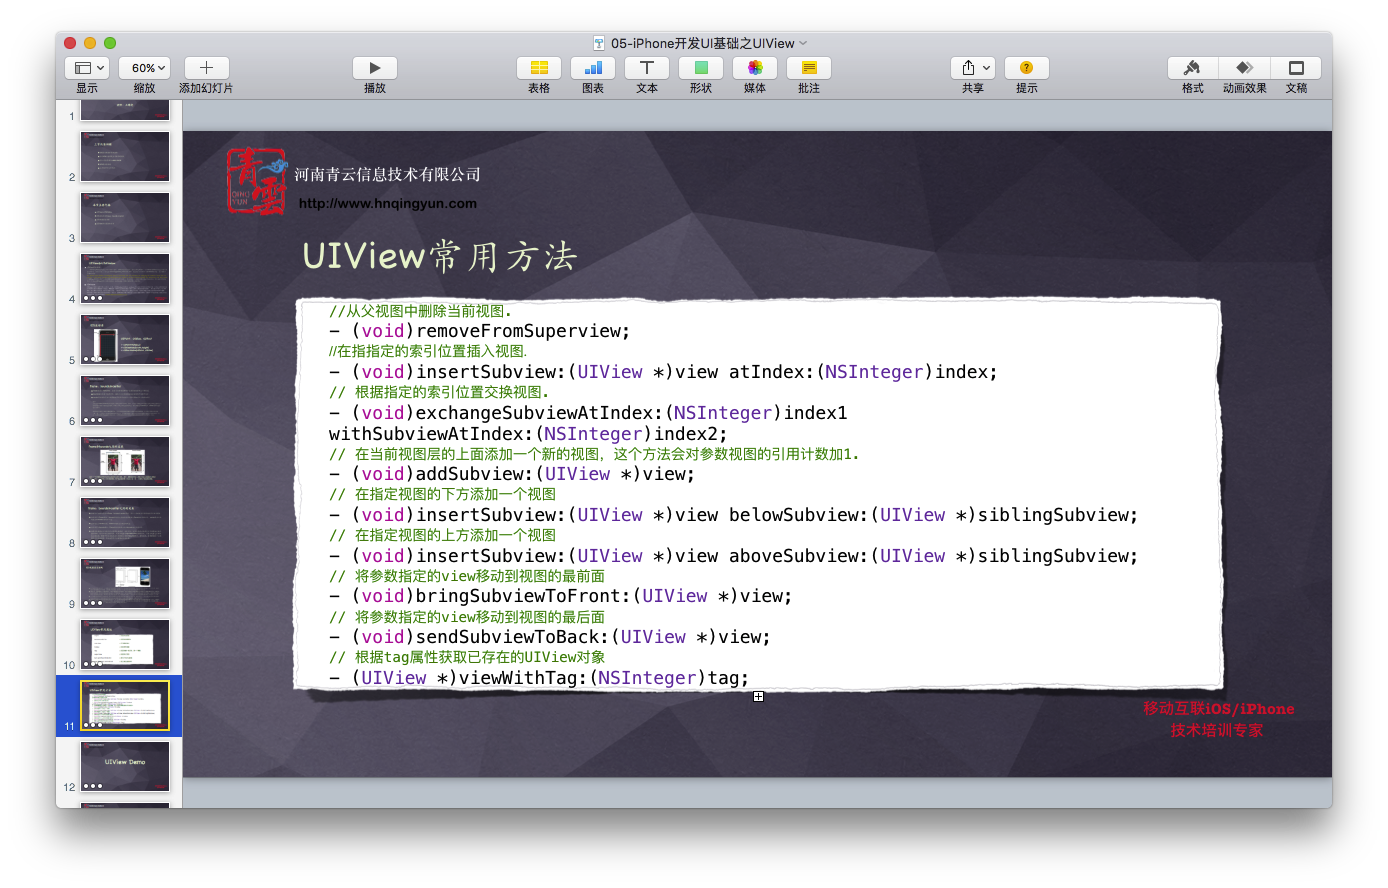 05-iPhone开发UI基础之UIView
60%
显示
缩放
添加幻灯片
播放
表格
图表
文本
形状
媒体
批注
共享
提示
格式
动画效果
文稿
1
2
3
4
5
6
7
8
9
10
11
12
UIView Demo
青雲
QING
YUN
河南青云信息技术有限公司
http://www.hnqingyun.com
UIView常用方法
//从父视图中删除当前视图.
- (void)removeFromSuperview;
//在指指定的索引位置插入视图.
- (void)insertSubview:(UIView *)view atIndex:(NSInteger)index;
// 根据指定的索引位置交换视图.
- (void)exchangeSubviewAtIndex:(NSInteger)index1
withSubviewAtIndex:(NSInteger)index2;
// 在当前视图层的上面添加一个新的视图，这个方法会对参数视图的引用计数加1.
- (void)addSubview:(UIView *)view;
// 在指定视图的下方添加一个视图
- (void)insertSubview:(UIView *)view belowSubview:(UIView *)siblingSubview;
// 在指定视图的上方添加一个视图
- (void)insertSubview:(UIView *)view aboveSubview:(UIView *)siblingSubview;
// 将参数指定的view移动到视图的最前面
- (void)bringSubviewToFront:(UIView *)view;
// 将参数指定的view移动到视图的最后面
- (void)sendSubviewToBack:(UIView *)view;
// 根据tag属性获取已存在的UIView对象
- (UIView *)viewWithTag:(NSInteger)tag;
移动互联iOS/iPhone
技术培训专家